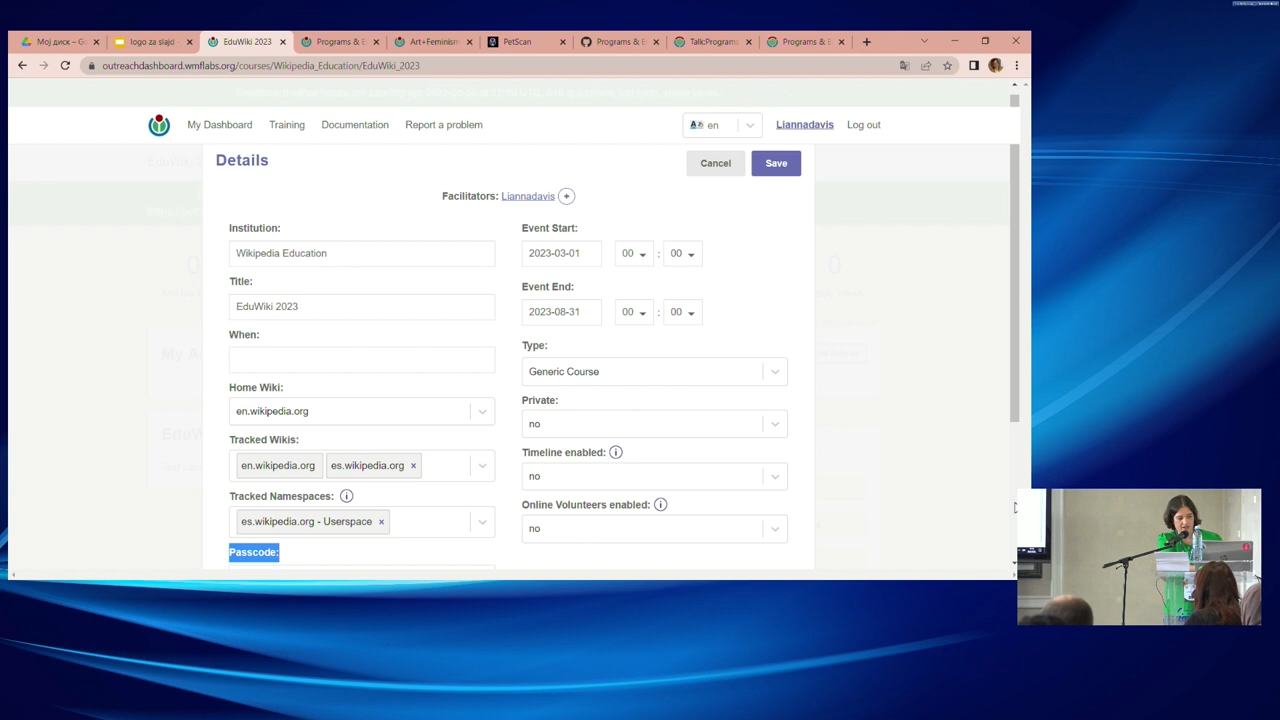 Мој диск – Go
logo za slajd -
EduWiki 2023
Programs & E
Art+Feminism
PetScan
Programs & E
Talk:Programs
Programs & E
outreachdashboard.wmflabs.org/courses/Wikipedia_Education/EduWiki_2023
My Dashboard
Training
Documentation
Report a problem
en
Liannadavis
Log out
Details
Cancel
Save
Facilitators: Liannadavis +
Institution:
Wikipedia Education
Title:
EduWiki 2023
When:
Home Wiki:
en.wikipedia.org
Tracked Wikis:
en.wikipedia.org
es.wikipedia.org ×
Tracked Namespaces:
es.wikipedia.org - Userspace ×
Passcode:
Event Start:
2023-03-01
00 : 00
Event End:
2023-08-31
00 : 00
Type:
Generic Course
Private:
no
Timeline enabled:
no
Online Volunteers enabled:
no